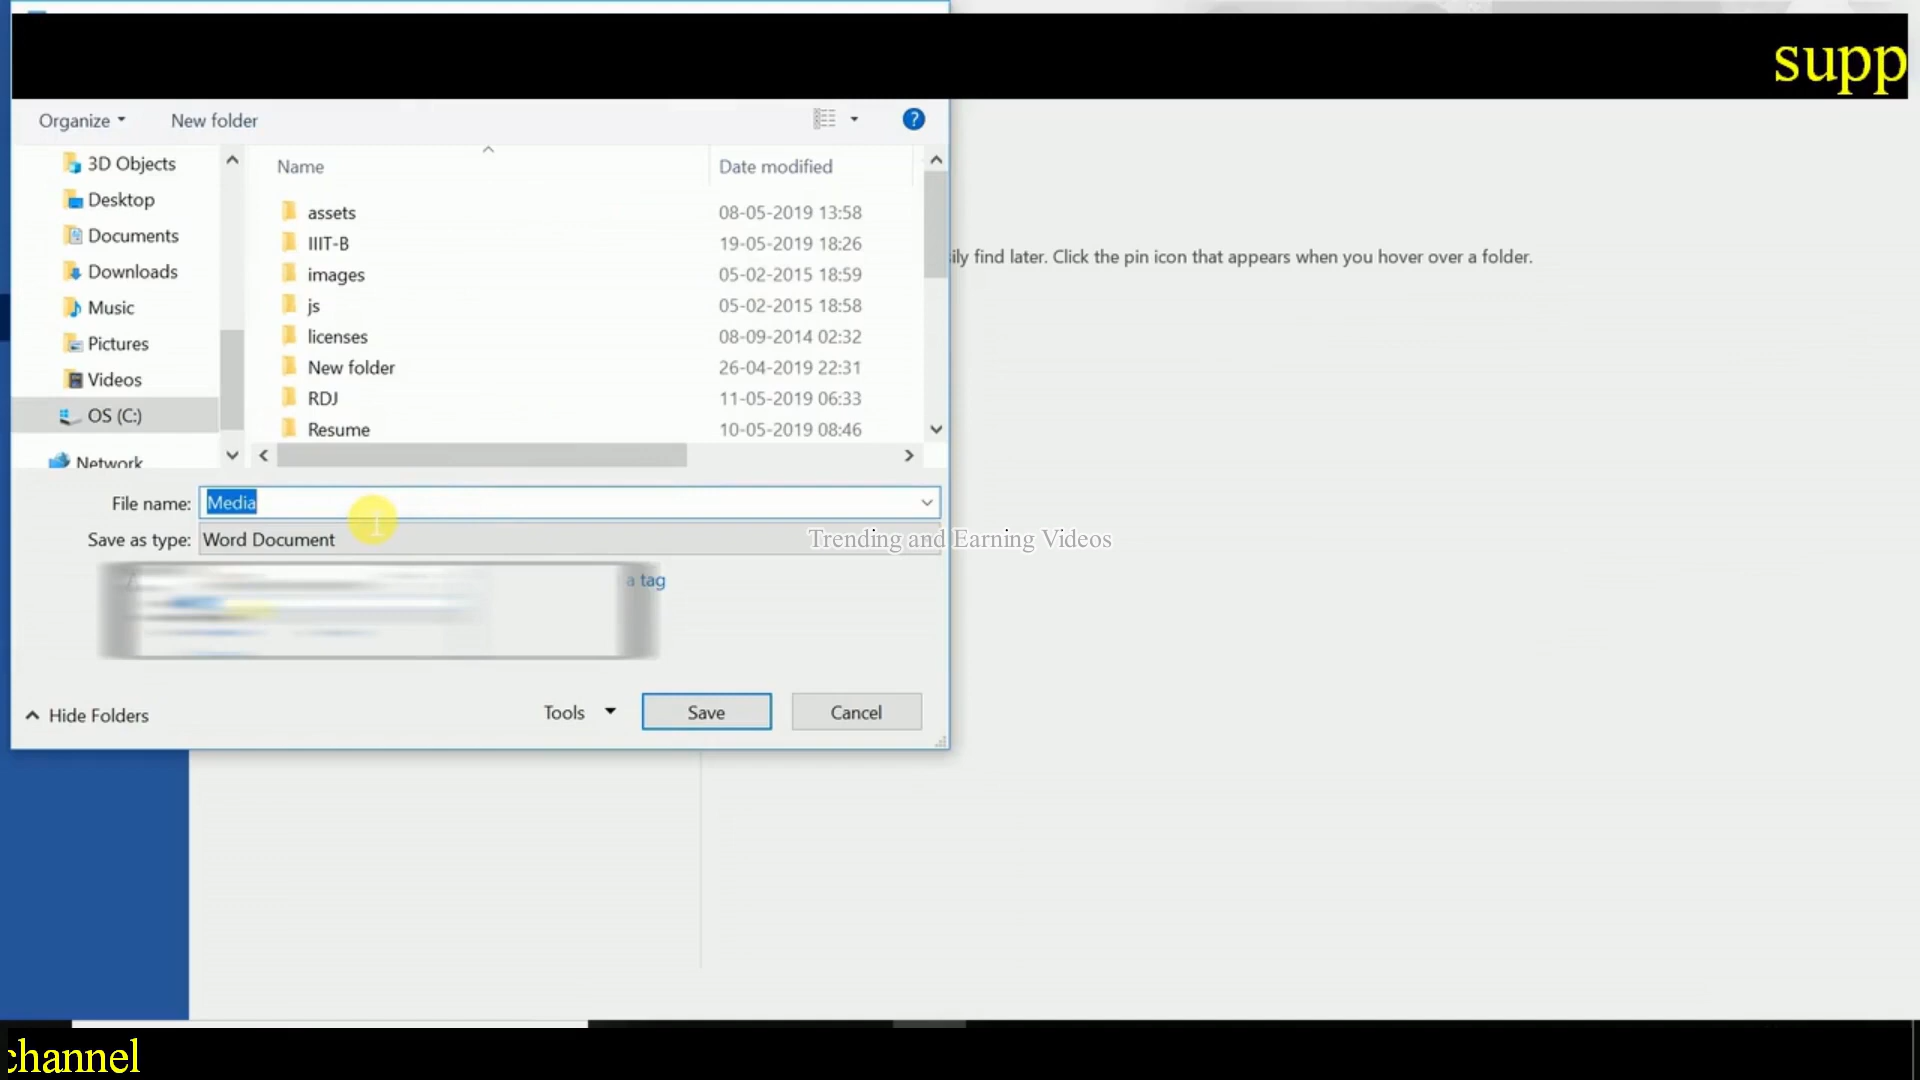 supp
Organize
New folder
?
3D Objects
Desktop
Documents
Downloads
Music
Pictures
Videos
OS (C:)
Network
Name
Date modified
assets
08-05-2019 13:58
IIIT-B
19-05-2019 18:26
images
05-02-2015 18:59
js
05-02-2015 18:58
licenses
08-09-2014 02:32
New folder
26-04-2019 22:31
RDJ
11-05-2019 06:33
Resume
10-05-2019 08:46
ily find later. Click the pin icon that appears when you hover over a folder.
File name: Media
Save as type: Word Document
Trending and Earning Videos
a tag
Hide Folders
Tools
Save
Cancel
channel